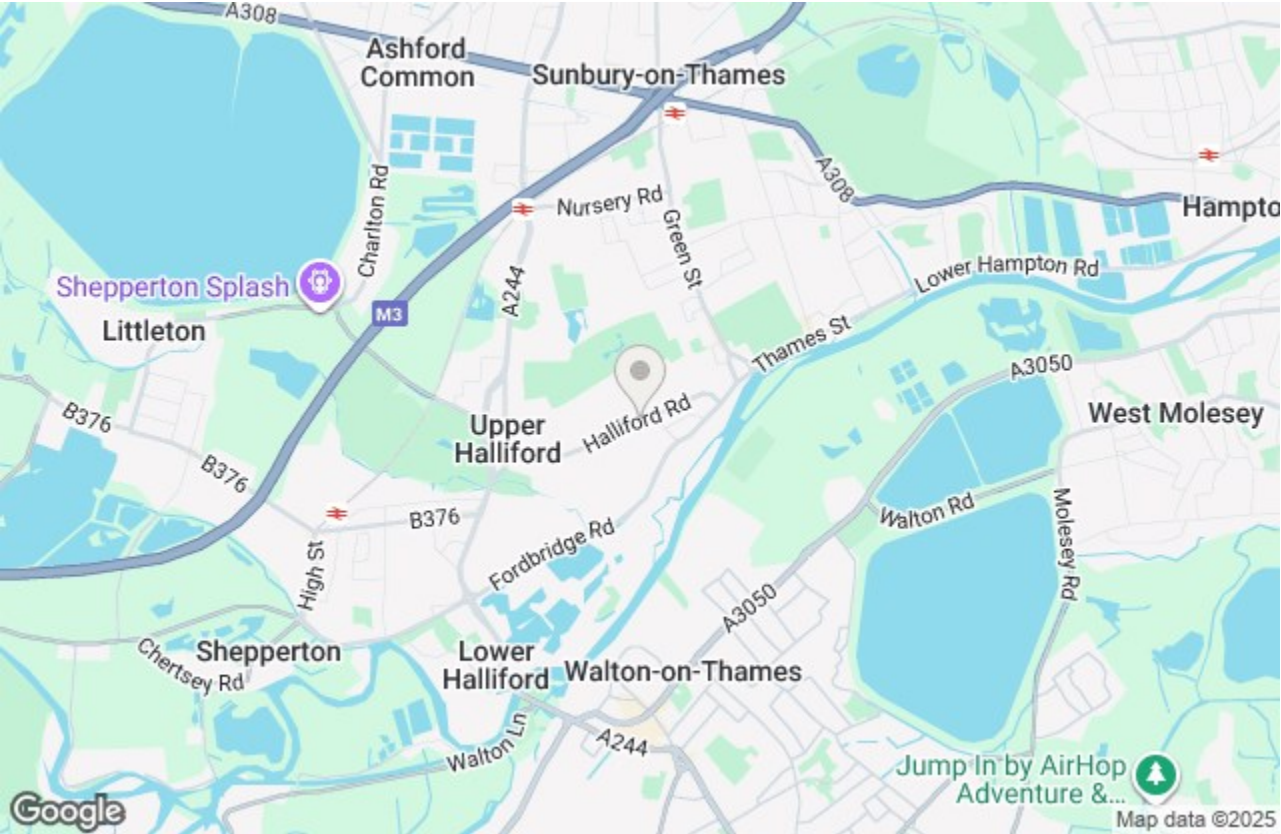 A308
Ashford
Common
Sunbury-on-Thames
A308
Nursery Rd
Charlton Rd
Green St
Hampto
Lower Hampton Rd
A244
Shepperton Splash
M3
Littleton
Thames St
A3050
B376
Upper
Halliford
Halliford Rd
West Molesey
B376
B376
Walton Rd
Molesey Rd
Fordbridge Rd
High St
A3050
Chertsey Rd
Shepperton
Lower
Halliford
Walton-on-Thames
Walton Ln
A244
Jump In by AirHop
Adventure &...
Google
Map data ©2025